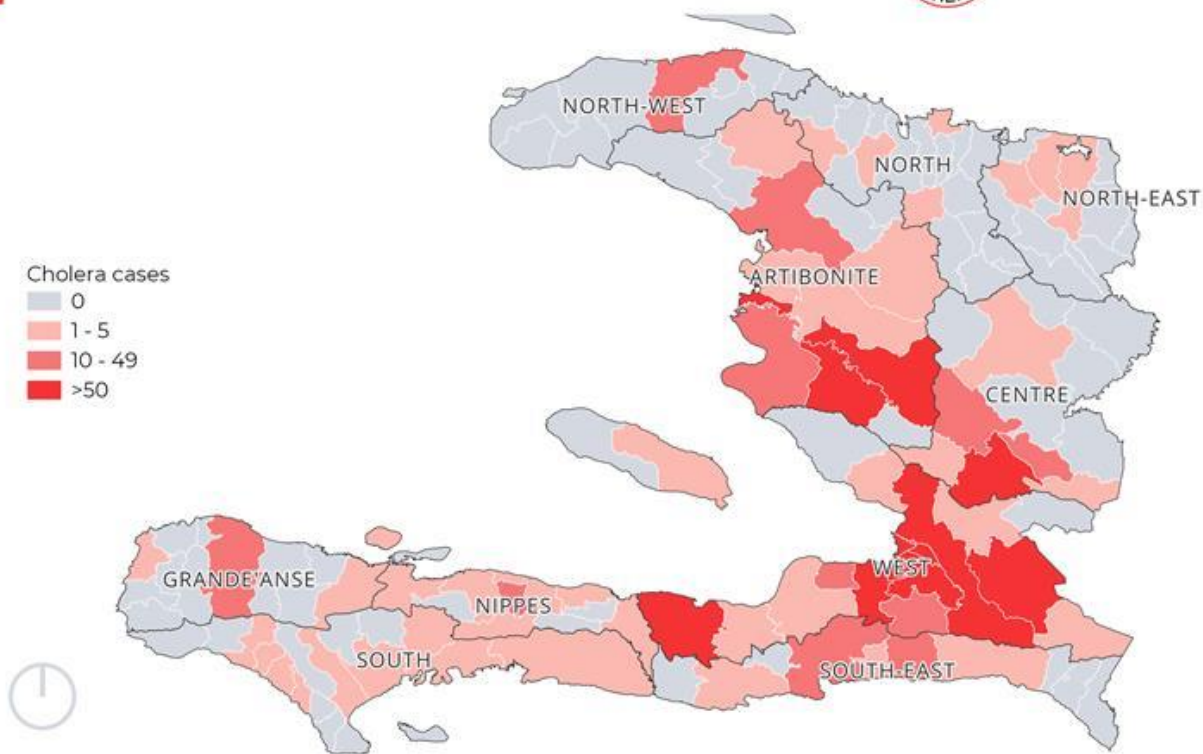 NORTH-WEST
NORTH
NORTH-EAST
Cholera cases
0
1 - 5
10 - 49
>50
ARTIBONITE
CENTRE
WEST
GRANDE'ANSE
NIPPES
SOUTH
SOUTH-EAST